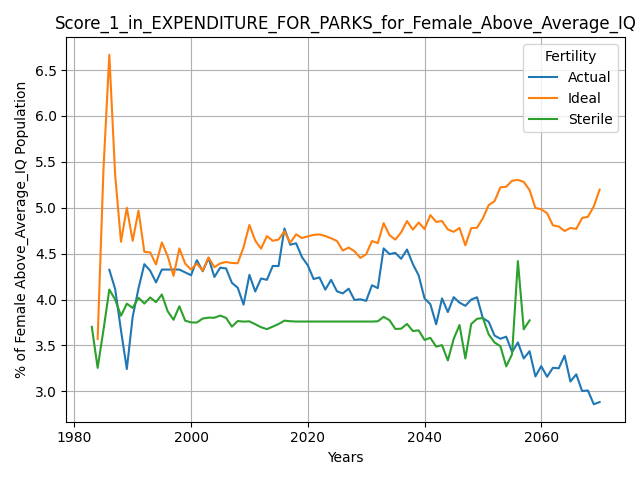 Score_1_in_EXPENDITURE_FOR_PARKS_for_Female_Above_Average_IQ
% of Female Above_Average_IQ Population
6.5
6.0
5.5
5.0
4.5
4.0
3.5
3.0
Fertility
Actual
Ideal
Sterile
1980
2000
2020
2040
2060
Years